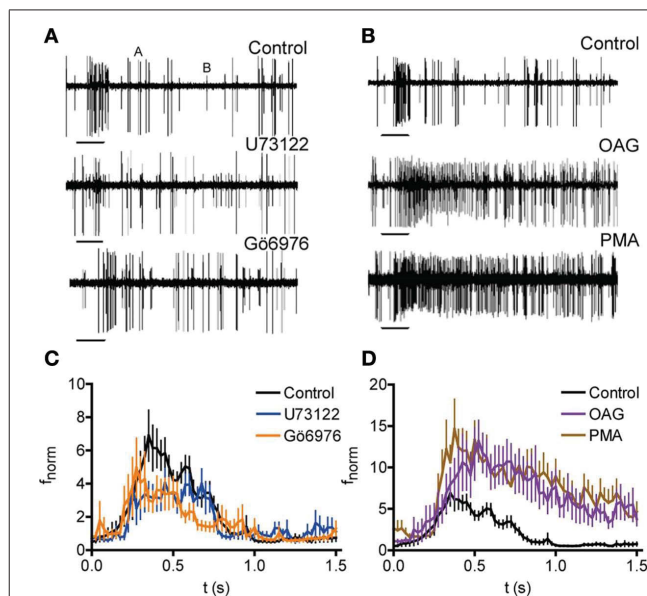 A
B
Control
A
B
Control
U73122
OAG
Gö6976
PMA
C
D
10
8
6
4
2
0
f norm
Control
U73122
Gö6976
0.0 0.5 1.0 1.5
t (s)
20
15
10
5
0
f norm
Control
OAG
PMA
0.0 0.5 1.0 1.5
t (s)